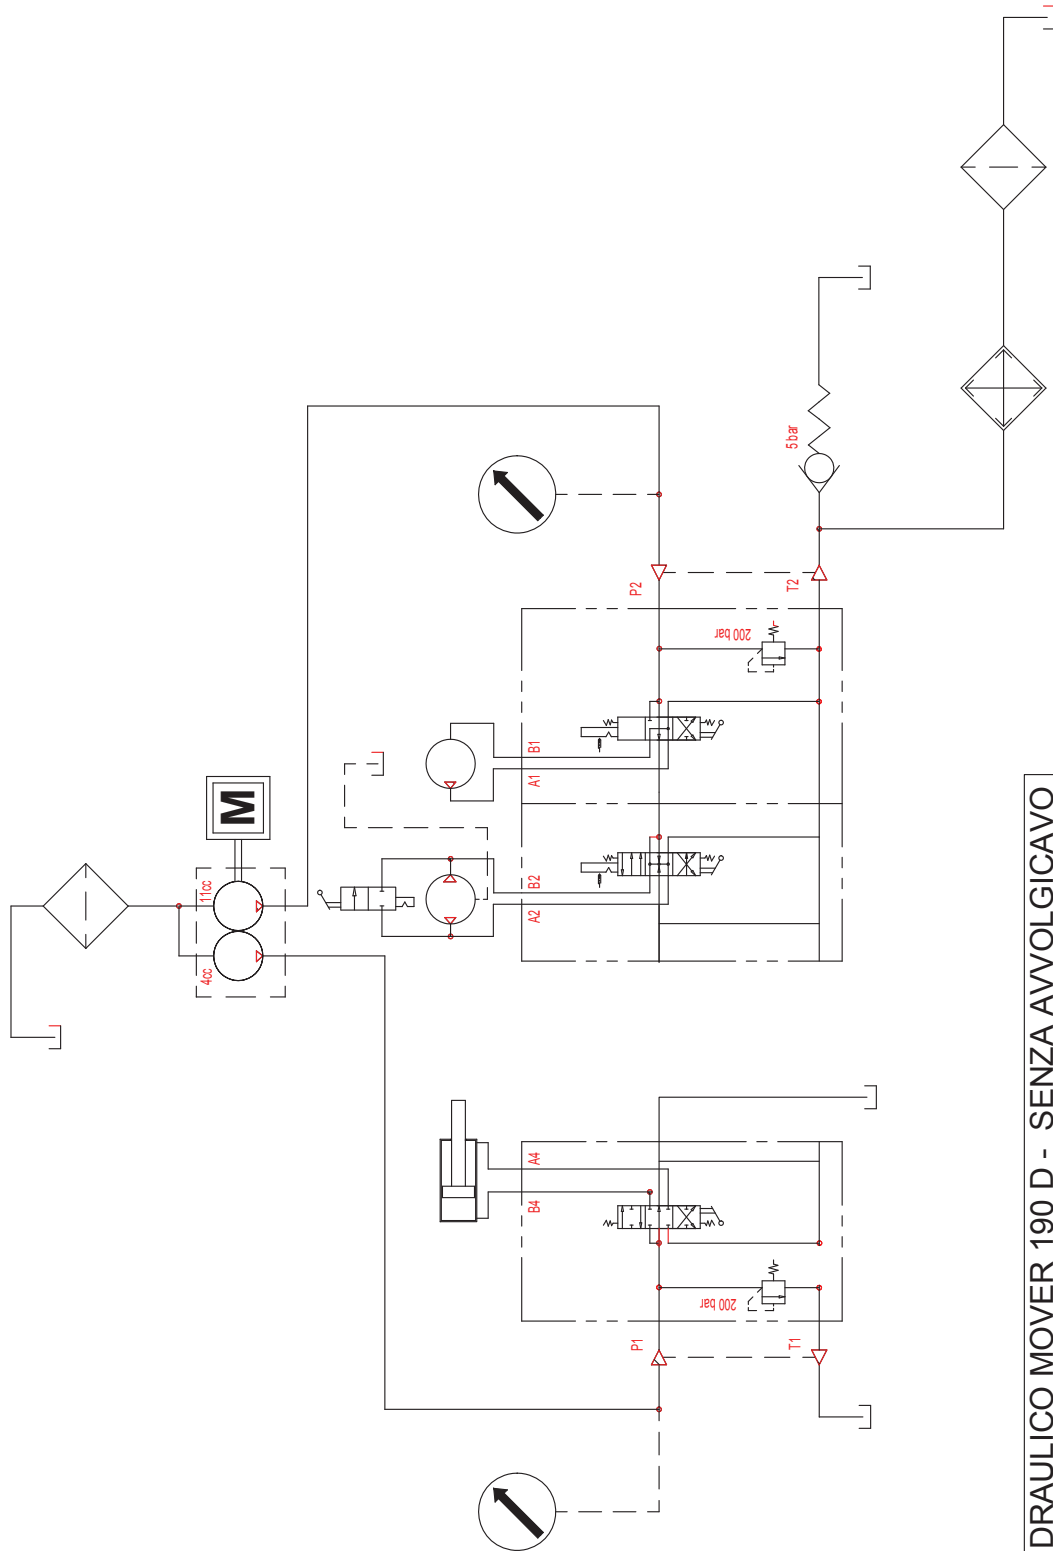 M
11cc
4cc
5 bar
P2
T2
200 bar
B1
A1
B2
A2
A4
B4
200 bar
P1
T1
DRAULICO MOVER 190 D - SENZA AVVOLGICAVO